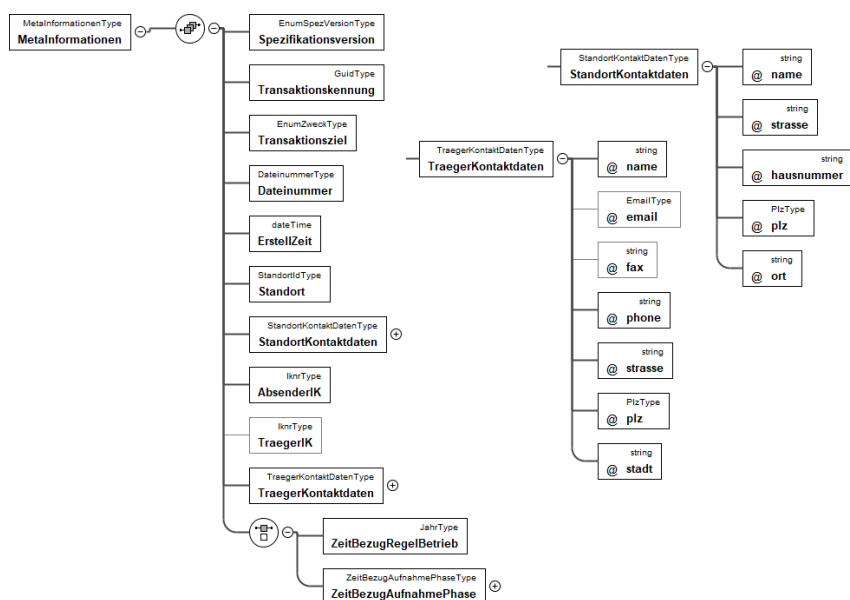 MetaInformationenType
MetaInformationen
EnumSpezVersionType
Spezifikationsversion
GuidType
Transaktionskennung
EnumZweckType
Transaktionsziel
DateinummerType
Dateinummer
dateTime
ErstellZeit
StandortIdType
Standort
StandortKontaktDatenType
StandortKontaktdaten
IknrType
AbsenderIK
IknrType
TraegerIK
TraegerKontaktDatenType
TraegerKontaktdaten
JahrType
ZeitBezugRegelBetrieb
ZeitBezugAufnahmePhaseType
ZeitBezugAufnahmePhase
TraegerKontaktDatenType
TraegerKontaktdaten
string
@ name
EmailType
@ email
string
@ fax
string
@ phone
string
@ strasse
PlzType
@ plz
string
@ stadt
StandortKontaktDatenType
StandortKontaktdaten
string
@ name
string
@ strasse
string
@ hausnummer
PlzType
@ plz
string
@ ort